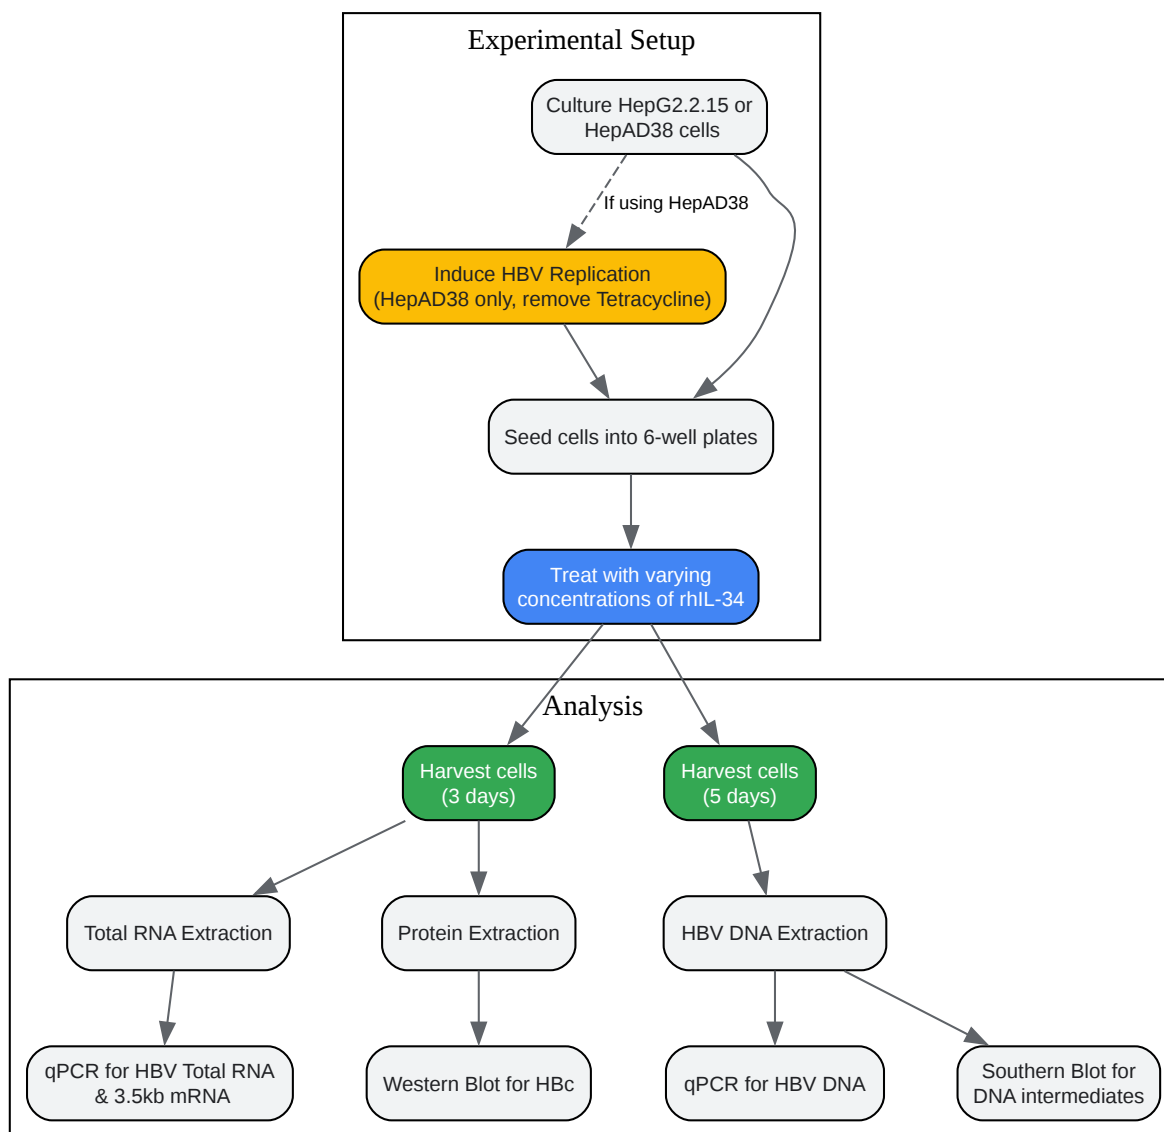 Experimental Setup
Culture HepG2.2.15 or
HepAD38 cells
If using HepAD38
Induce HBV Replication
(HepAD38 only, remove Tetracycline)
Seed cells into 6-well plates
Treat with varying
concentrations of rhIL-34
Analysis
Harvest cells
(3 days)
Harvest cells
(5 days)
Total RNA Extraction
Protein Extraction
HBV DNA Extraction
qPCR for HBV Total RNA
& 3.5kb mRNA
Western Blot for HBc
qPCR for HBV DNA
Southern Blot for
DNA intermediates